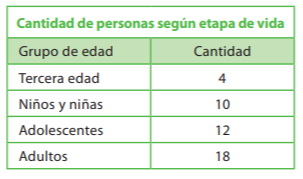 Cantidad de personas según etapa de vida
Grupo de edad Cantidad
Tercera edad 4
Niños y niñas 10
Adolescentes 12
Adultos 18